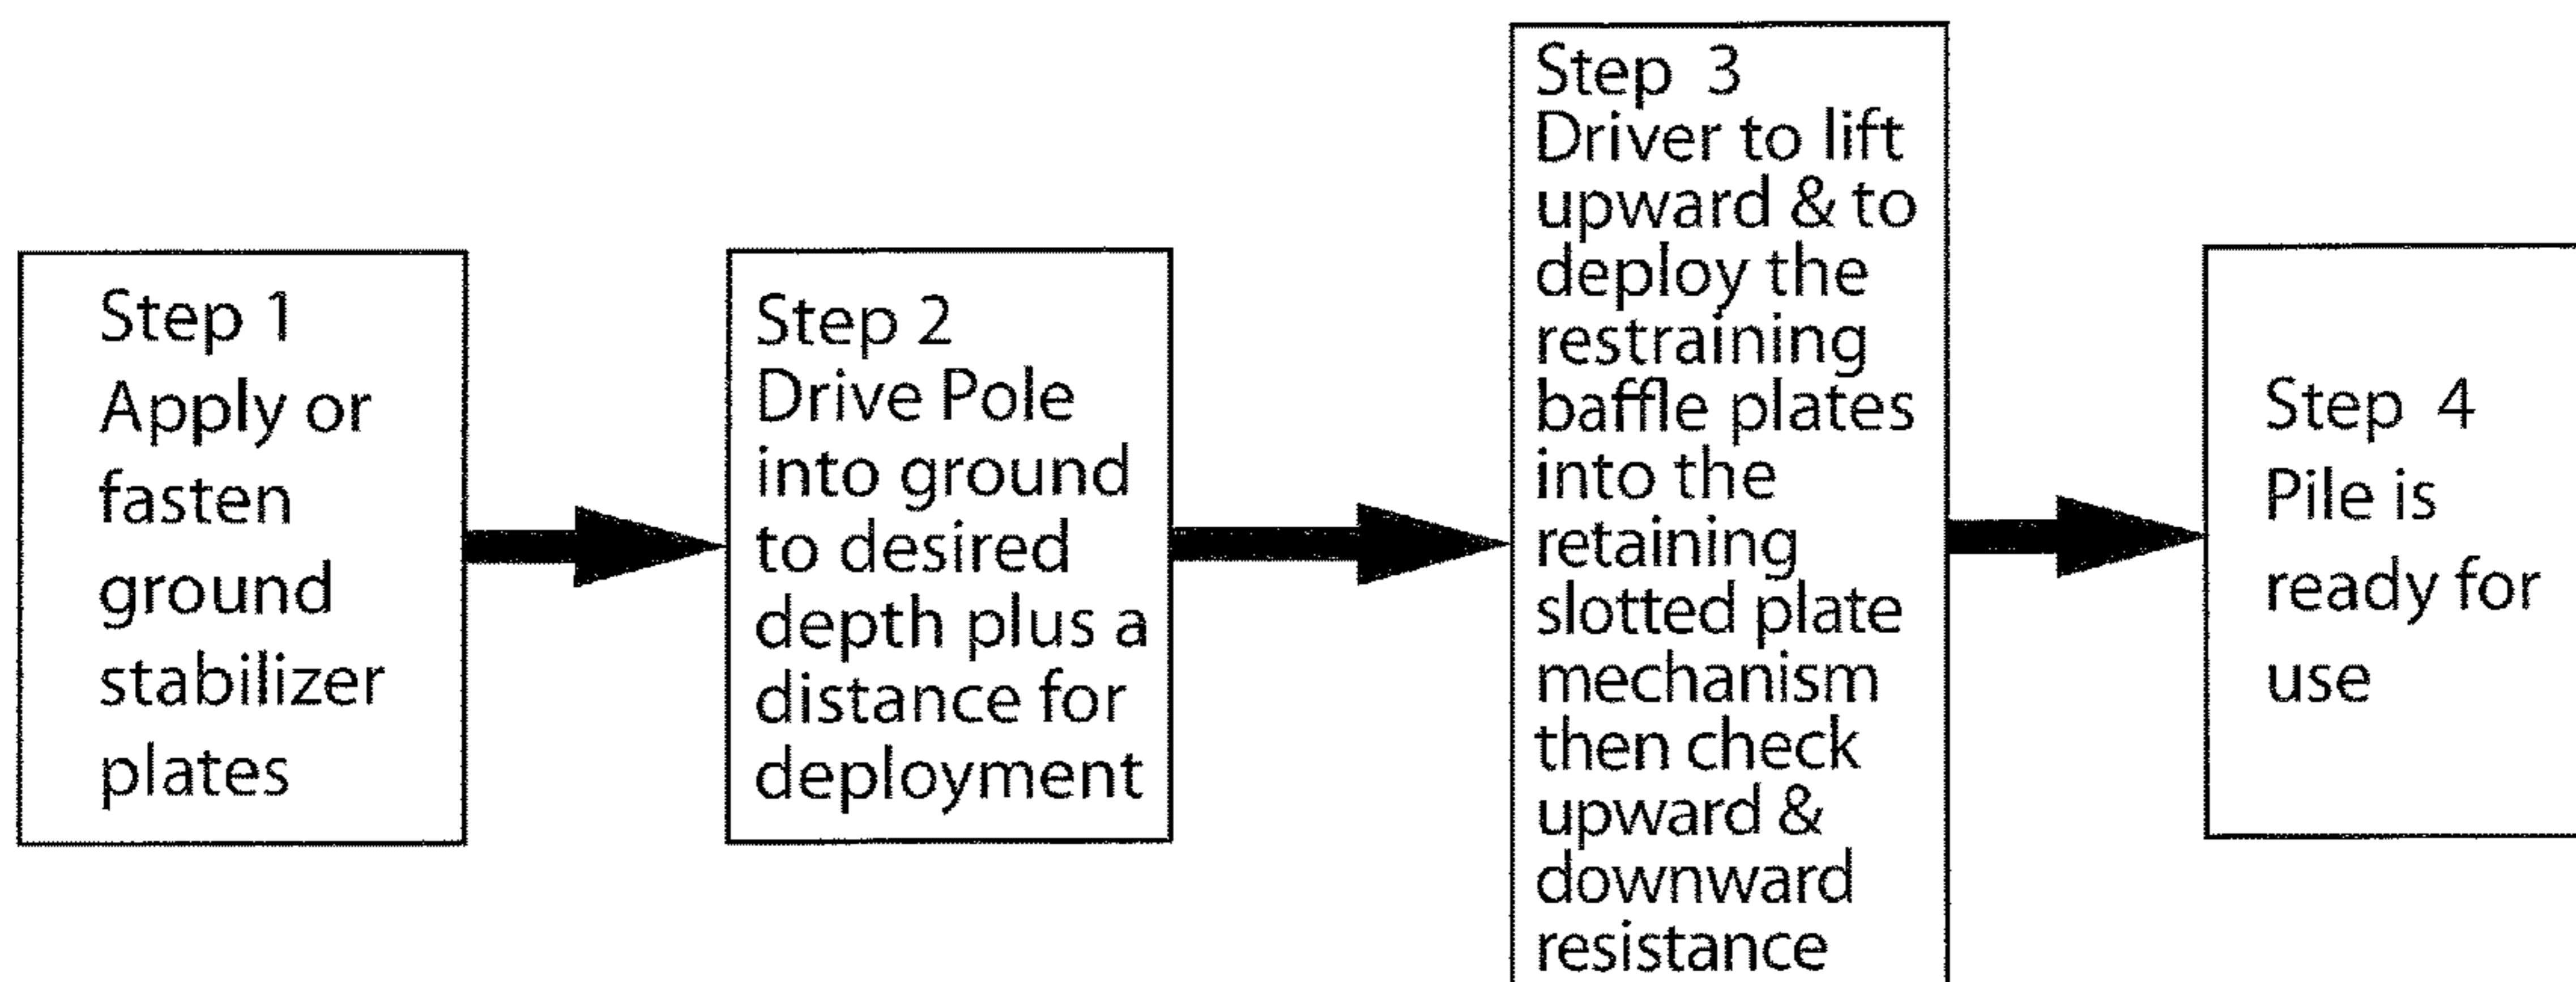 Step 1
Apply or
fasten
ground
stabilizer
plates
Step 2
Drive Pole
into ground
to desired
depth plus a
distance for
deployment
Step 3
Driver to lift
upward & to
deploy the
restraining
baffle plates
into the
retaining
slotted plate
mechanism
then check
upward &
downward
resistance
Step 4
Pile is
ready for
use